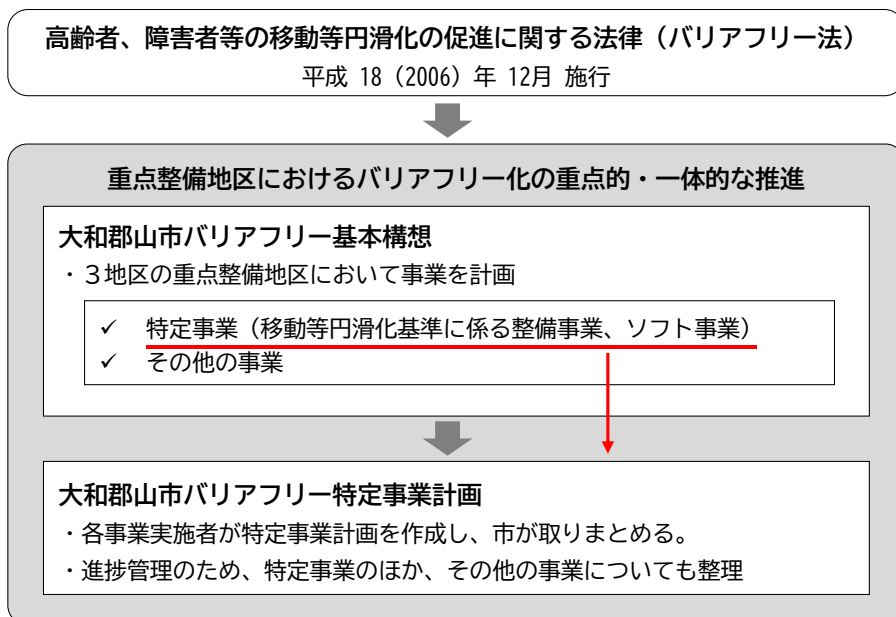 高齢者、障害者等の移動等円滑化の促進に関する法律（バリアフリー法）
平成 18（2006）年 12月 施行
重点整備地区におけるバリアフリー化の重点的・一体的な推進
大和郡山市バリアフリー基本構想
・３地区の重点整備地区において事業を計画
✓ 特定事業（移動等円滑化基準に係る整備事業、ソフト事業）
✓ その他の事業
大和郡山市バリアフリー特定事業計画
・各事業実施者が特定事業計画を作成し、市が取りまとめる。
・進捗管理のため、特定事業のほか、その他の事業についても整理